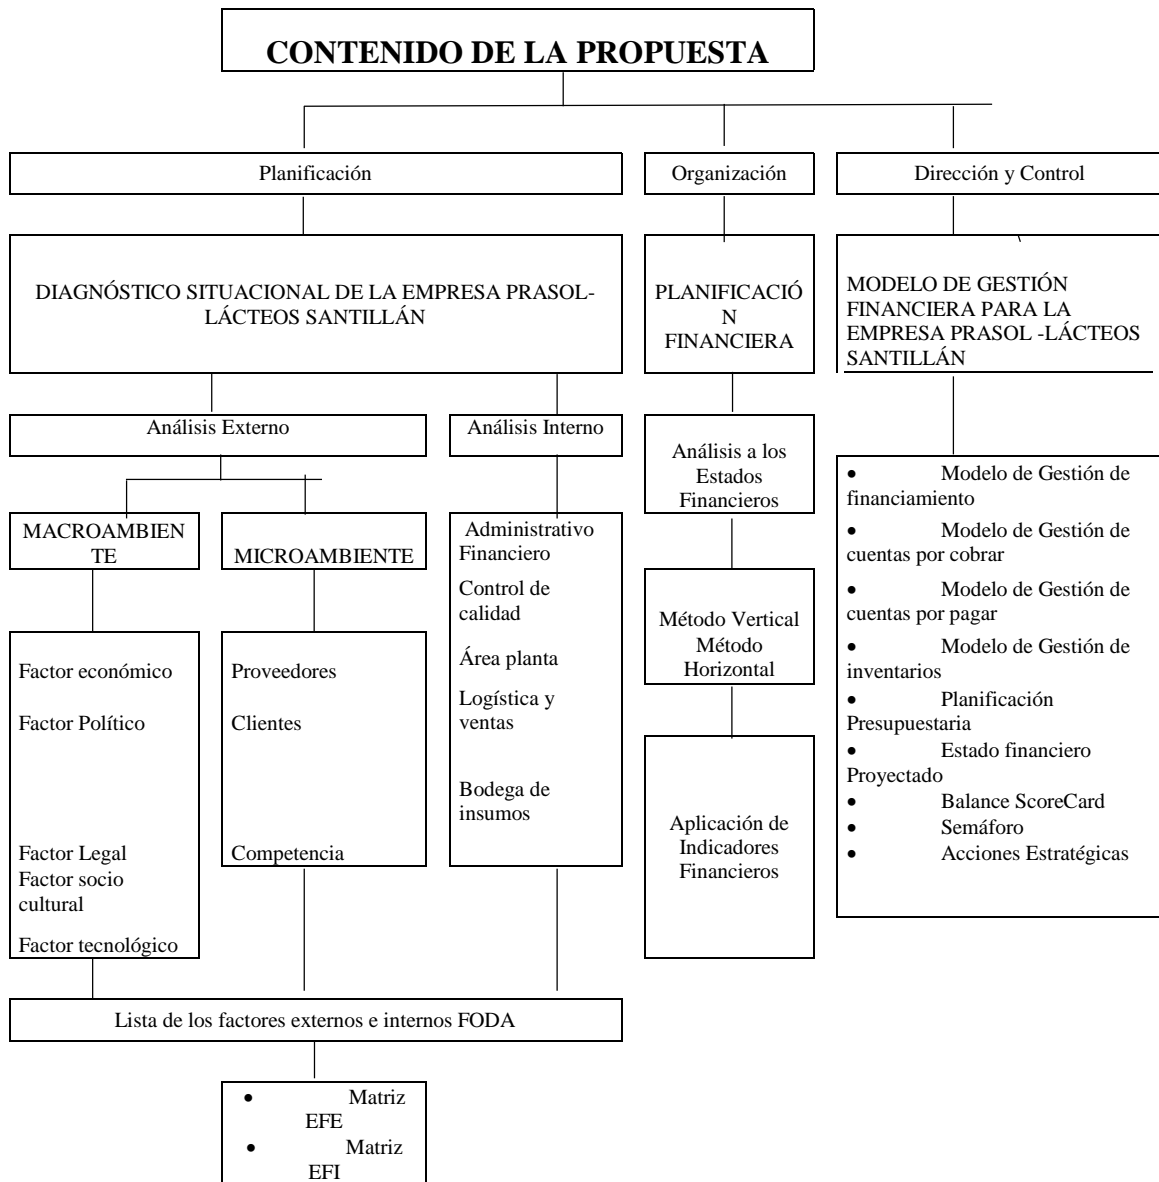 CONTENIDO DE LA PROPUESTA
Planificación
Organización
Dirección y Control
DIAGNÓSTICO SITUACIONAL DE LA EMPRESA PRASOL-
LÁCTEOS SANTILLÁN
PLANIFICACIÓ
N
FINANCIERA
MODELO DE GESTIÓN
FINANCIERA PARA LA
EMPRESA PRASOL -LÁCTEOS
SANTILLÁN
Análisis Externo
Análisis Interno
MACROAMBIEN
TE
MICROAMBIENTE
Factor económico
Factor Político
Factor Legal
Factor socio
cultural
Factor tecnológico
Proveedores
Clientes
Competencia
Administrativo
Financiero
Control de
calidad
Área planta
Logística y
ventas
Bodega de
insumos
Análisis a los
Estados
Financieros
Método Vertical
Método
Horizontal
Aplicación de
Indicadores
Financieros
• Modelo de Gestión de
financiamiento
• Modelo de Gestión de
cuentas por cobrar
• Modelo de Gestión de
cuentas por pagar
• Modelo de Gestión de
inventarios
• Planificación
Presupuestaria
• Estado financiero
Proyectado
• Balance ScoreCard
• Semáforo
• Acciones Estratégicas
Lista de los factores externos e internos FODA
• Matriz
EFE
• Matriz
EFI